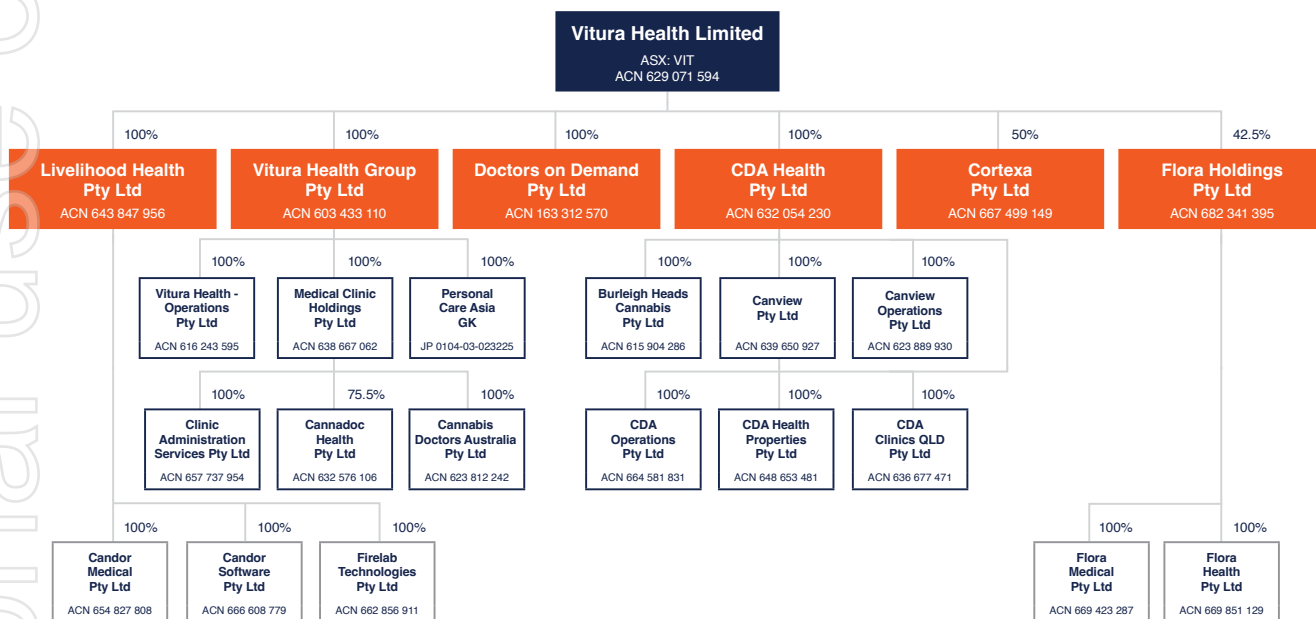 Vitura Health Limited
ASX: VIT
ACN 629 071 594
100%
100%
100%
100%
50%
42.5%
Livelihood Health
Pty Ltd
ACN 643 847 956
Vitura Health Group
Pty Ltd
ACN 603 433 110
Doctors on Demand
Pty Ltd
ACN 163 312 570
CDA Health
Pty Ltd
ACN 632 054 230
Cortexa
Pty Ltd
ACN 667 499 149
Flora Holdings
Pty Ltd
ACN 682 341 395
100%
100%
100%
100%
100%
100%
Vitura Health -
Operations
Pty Ltd
ACN 616 243 595
Medical Clinic
Holdings
Pty Ltd
ACN 638 667 062
Personal
Care Asia
GK
JP 0104-03-023225
Burleigh Heads
Cannabis
Pty Ltd
ACN 615 904 286
Canview
Pty Ltd
ACN 639 650 927
Canview
Operations
Pty Ltd
ACN 623 889 930
100%
75.5%
100%
100%
100%
100%
Clinic
Administration
Services Pty Ltd
ACN 657 737 954
Cannadoc
Health
Pty Ltd
ACN 632 576 106
Cannabis
Doctors Australia
Pty Ltd
ACN 623 812 242
CDA
Operations
Pty Ltd
ACN 664 581 831
CDA Health
Properties
Pty Ltd
ACN 648 653 481
CDA
Clinics QLD
Pty Ltd
ACN 636 677 471
100%
100%
100%
100%
100%
Candor
Medical
Pty Ltd
ACN 654 827 808
Candor
Software
Pty Ltd
ACN 666 608 779
Firelab
Technologies
Pty Ltd
ACN 662 856 911
Flora
Medical
Pty Ltd
ACN 669 423 287
Flora
Health
Pty Ltd
ACN 669 851 129